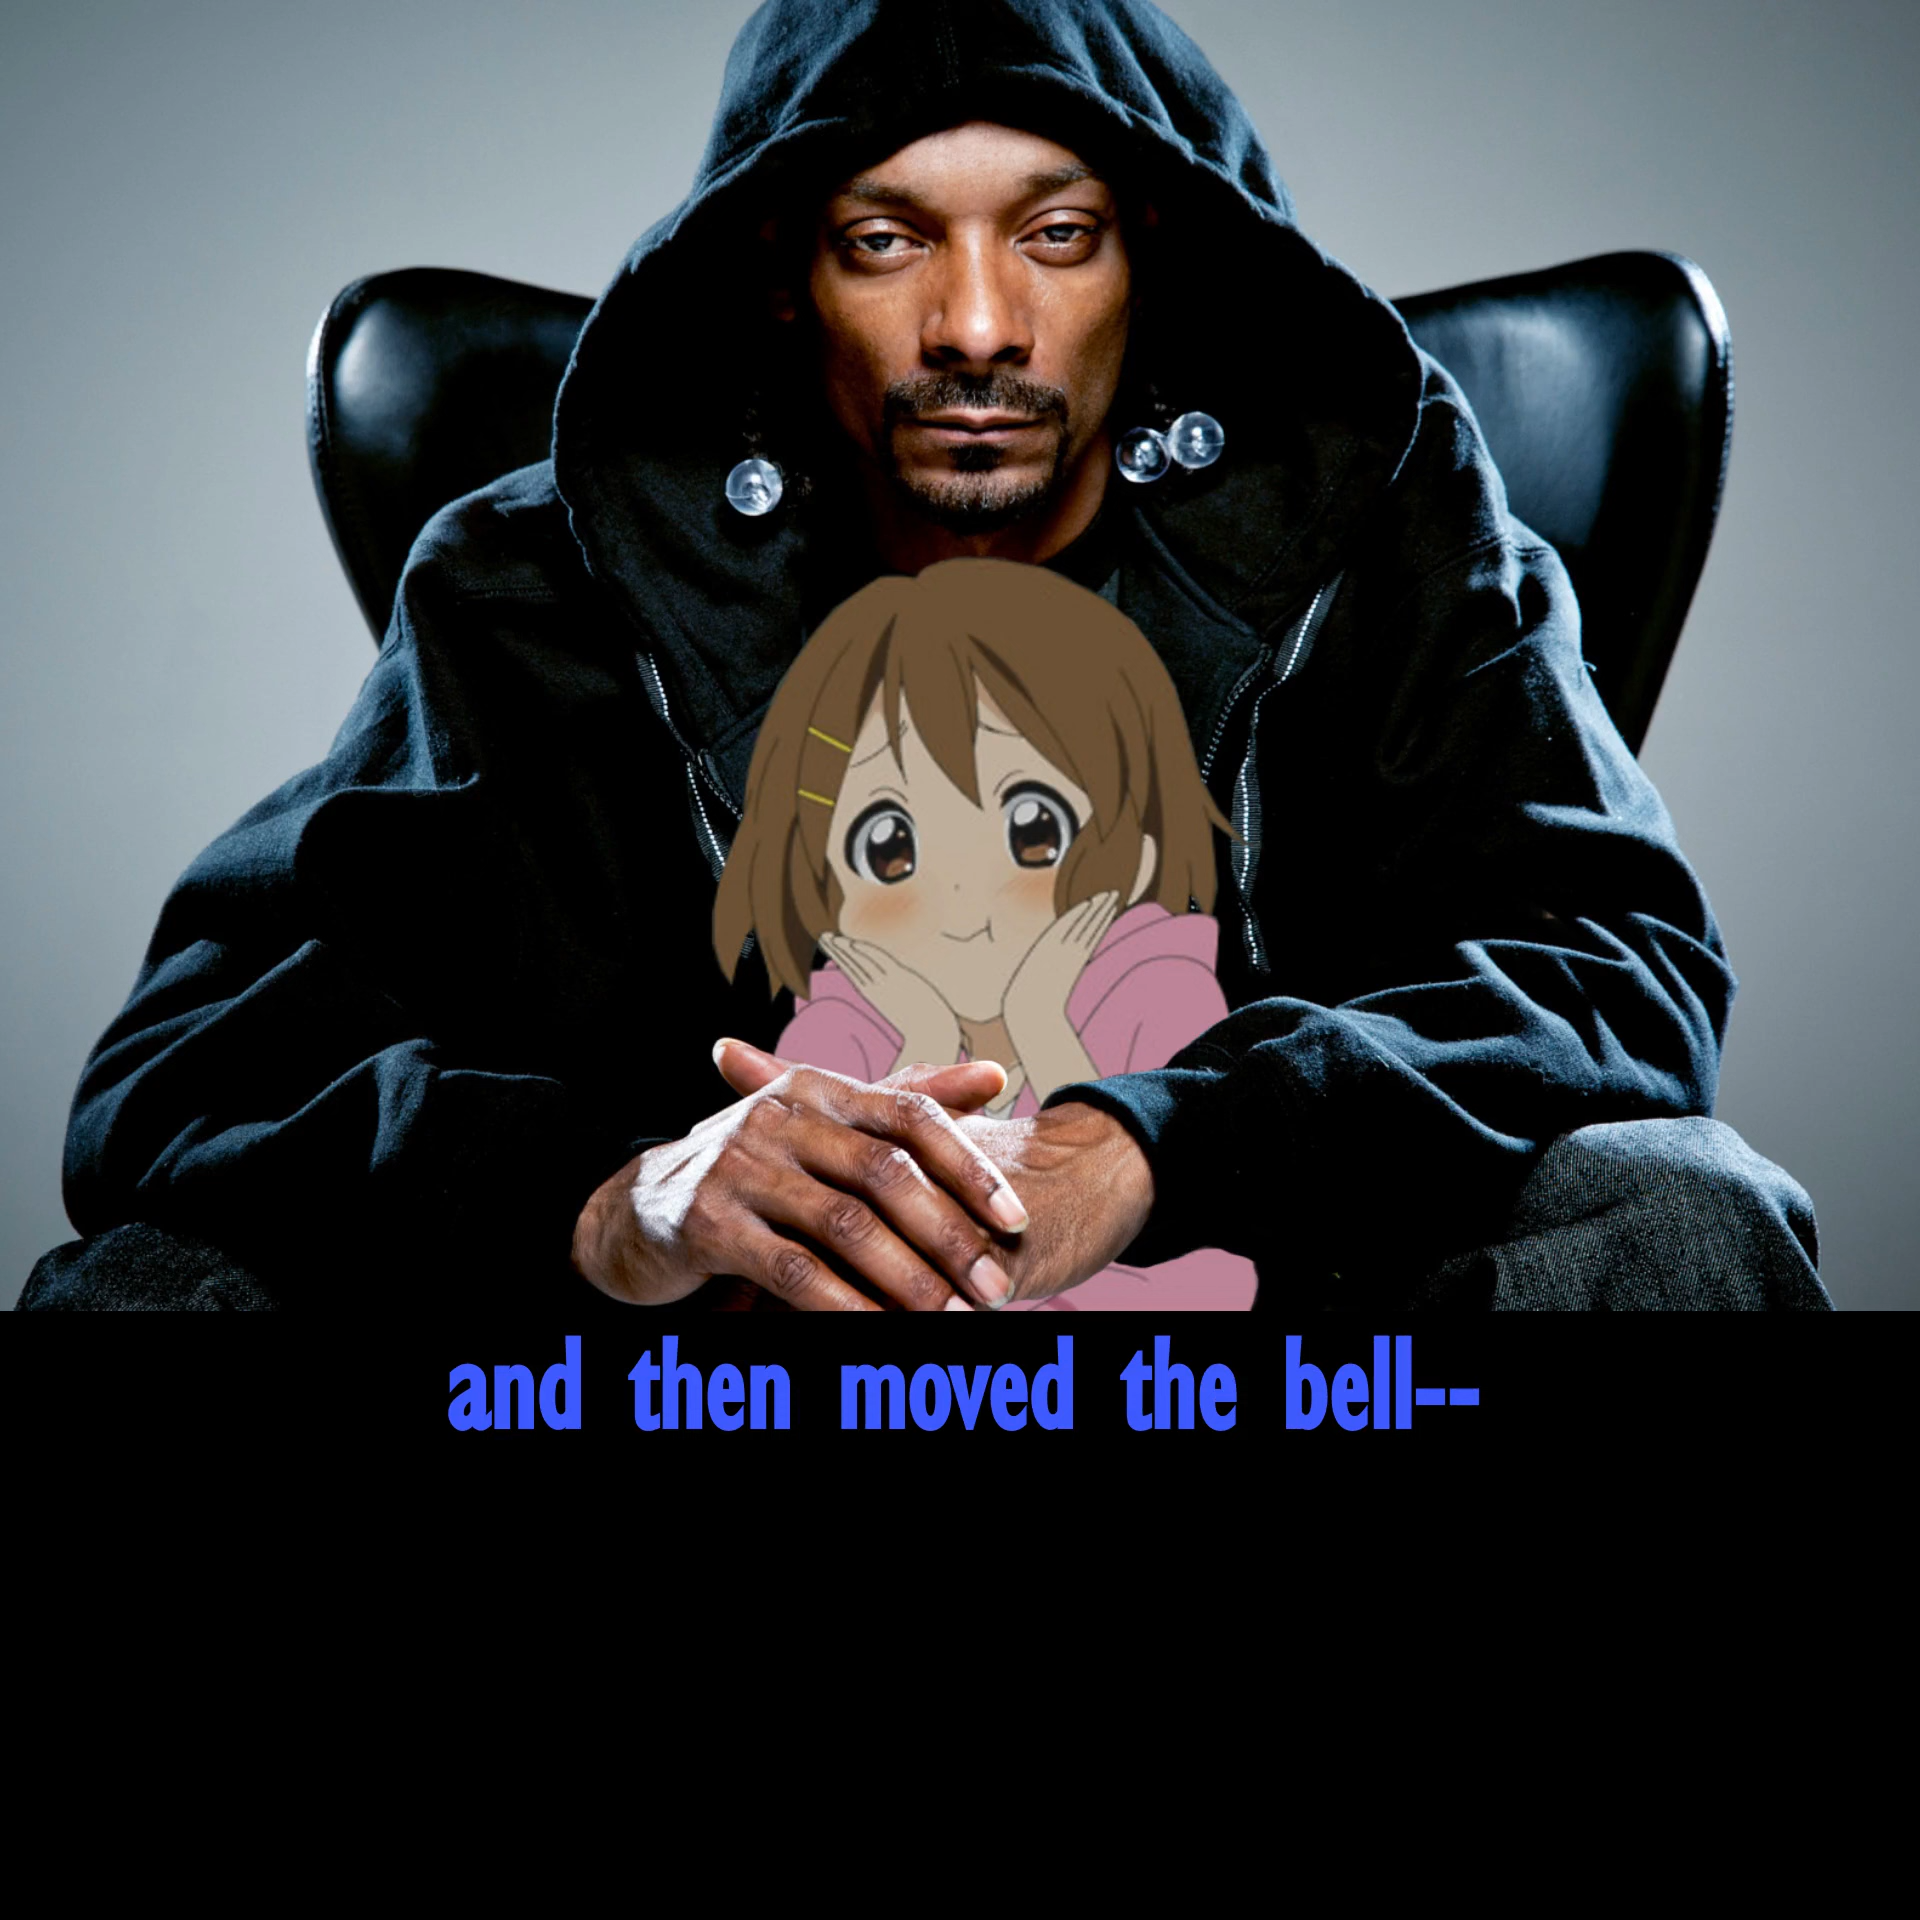 and then moved the bell--